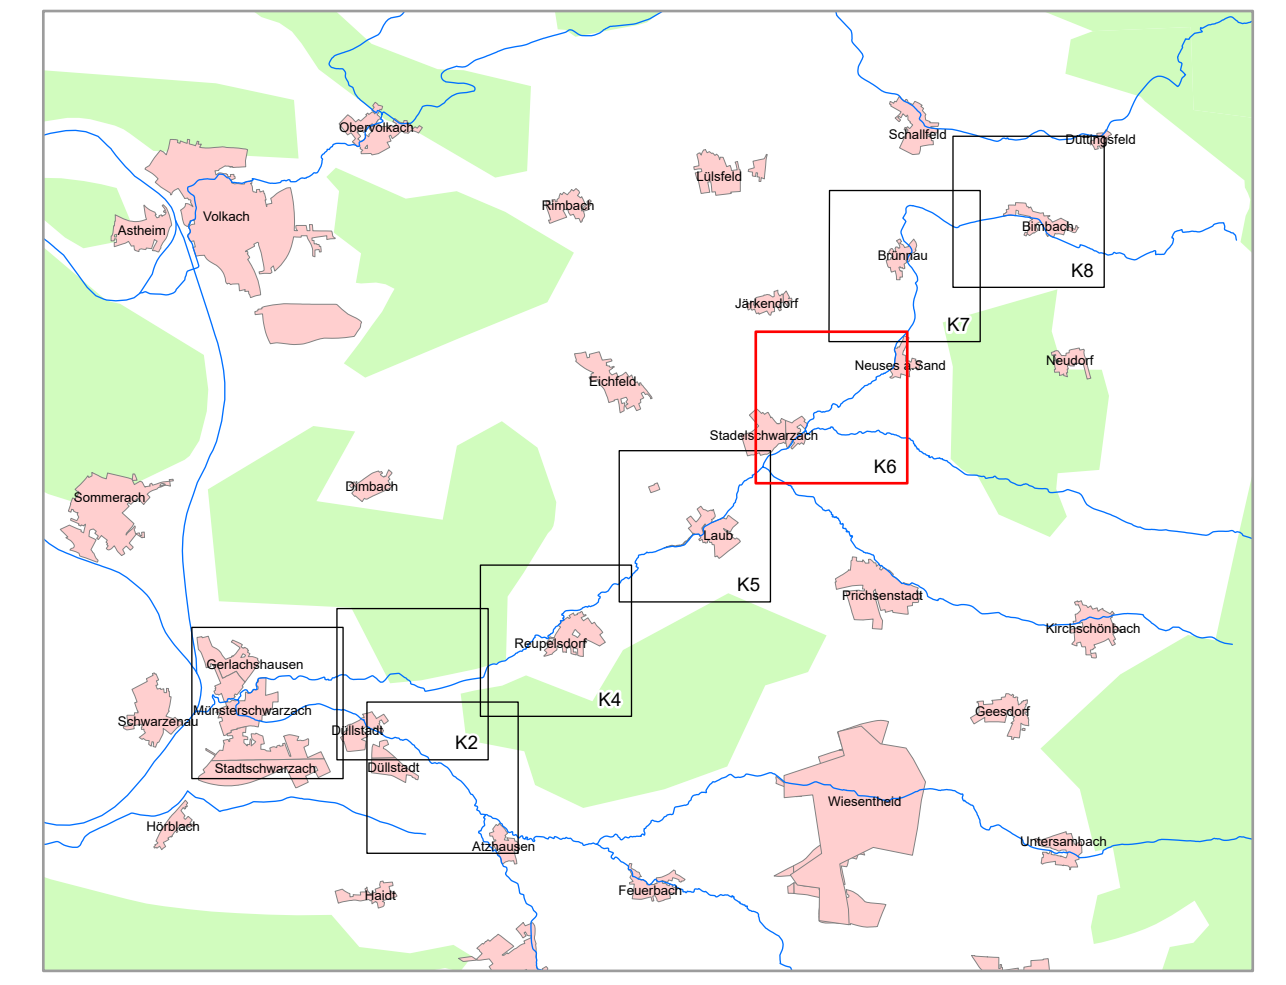 Obervolkach
Schallfeld
Düttingsfeld
Lülsfeld
Rimbach
Volkach
Astheim
Bimbach
Brünnau
K8
Järkendorf
K7
Neuses a.Sand
Neudorf
Eichfeld
Stadelschwarzach
K6
Dimbach
Sommerach
Laub
K5
Prichsenstadt
Kirchschönbach
Reupelsdorf
Gerlachshausen
K4
Münsterschwarzach
Geesdorf
Schwarzenau
Düllstadt
K2
Stadtschwarzach
Düllstadt
Wiesentheid
Hörblach
Atzhausen
Untersambach
Feuerbach
Haidt